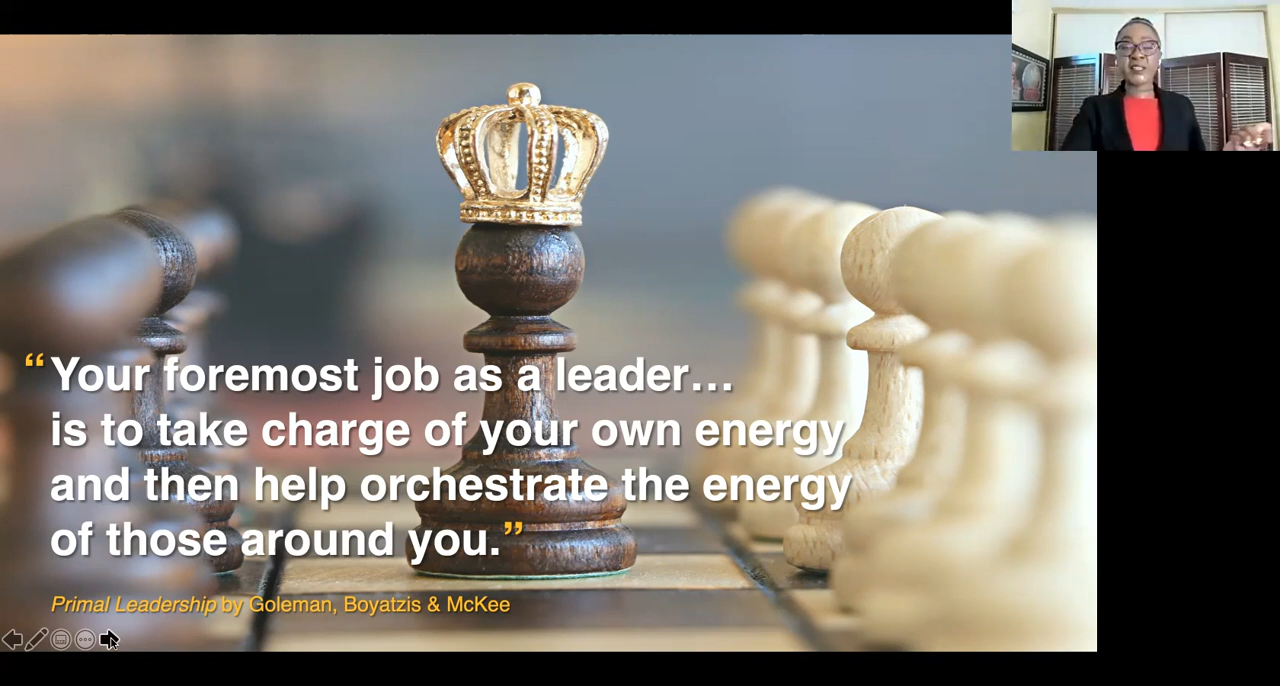 “Your foremost job as a leader…
is to take charge of your own energy
and then help orchestrate the energy
of those around you.”
Primal Leadership by Goleman, Boyatzis & McKee